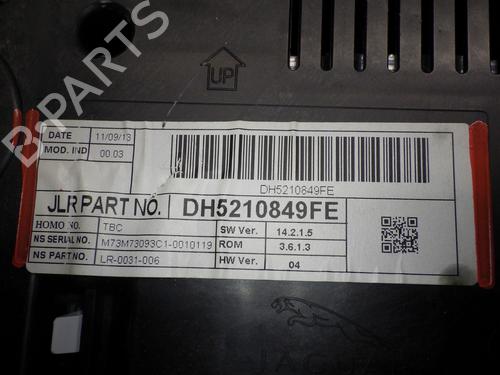 UP
B-PARTS
DATE 11/09/13
MOD. IND 00.03
DH5210849FE
JLR PART NO. DH5210849FE
HOMO NO. TBC SW Ver. 14.2.1.5
NS SERIAL NO. M73M73093C1-0010119 ROM 3.6.1.3
NS PART NO. LR-0031-006 HW Ver. 04